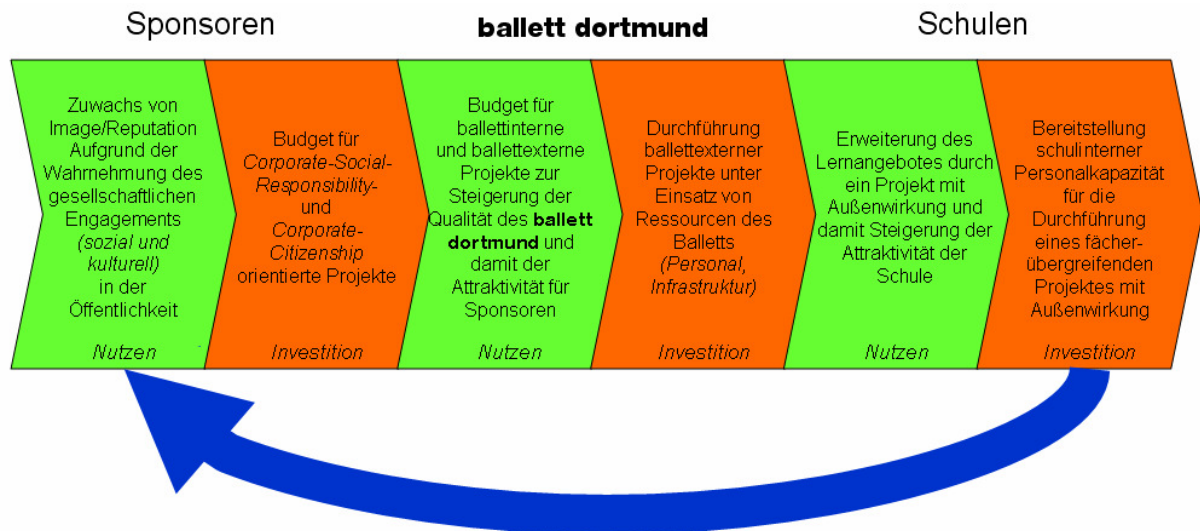 Sponsoren
ballett dortmund
Schulen
Zuwachs von
Image/Reputation
Aufgrund der
Wahrnehmung des
gesellschaftlichen
Engagements
(sozial und
kulturell)
in der
Öffentlichkeit
Nutzen
Budget für
Corporate-Social-
Responsibility-
und
Corporate-
Citizenship
orientierte Projekte
Investition
Budget für
ballettinterne
und ballettexterne
Projekte zur
Steigerung der
Qualität des ballett
dortmund und
damit der
Attraktivität für
Sponsoren
Nutzen
Durchführung
ballettexterner
Projekte unter
Einsatz von
Ressourcen des
Balletts
(Personal,
Infrastruktur)
Investition
Erweiterung des
Lernangebotes durch
ein Projekt mit
Außenwirkung und
damit Steigerung der
Attraktivität der
Schule
Nutzen
Bereitstellung
schulinterner
Personalkapazität
für die
Durchführung
eines fächer-
übergreifenden
Projektes mit
Außenwirkung
Investition